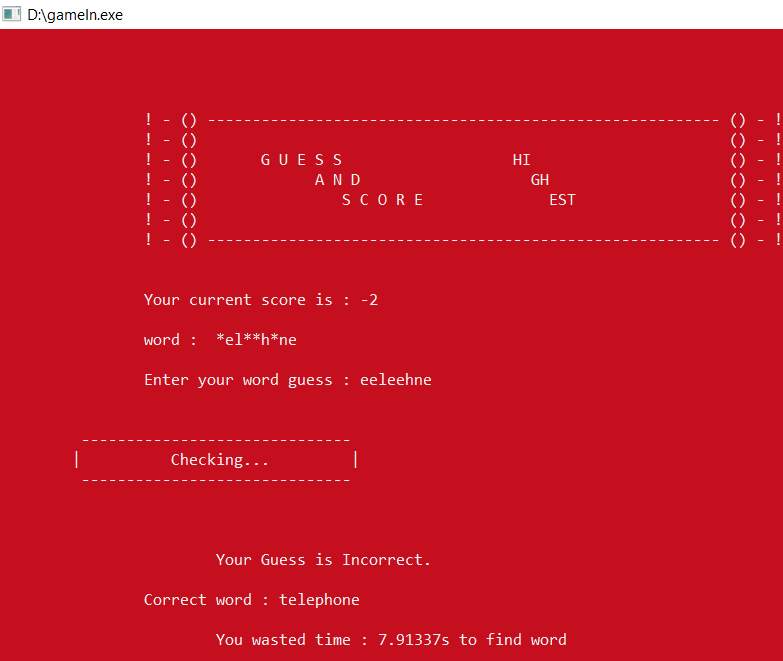 D:\gameIn.exe
! - () --------------------------------------------------------- () - !
! - () () - !
! - () G U E S S HI () - !
! - () A N D GH () - !
! - () S C O R E EST () - !
! - () () - !
! - () --------------------------------------------------------- () - !
Your current score is : -2
word : *el**h*ne
Enter your word guess : eeleehne
------------------------------
| Checking... |
------------------------------
Your Guess is Incorrect.
Correct word : telephone
You wasted time : 7.91337s to find word